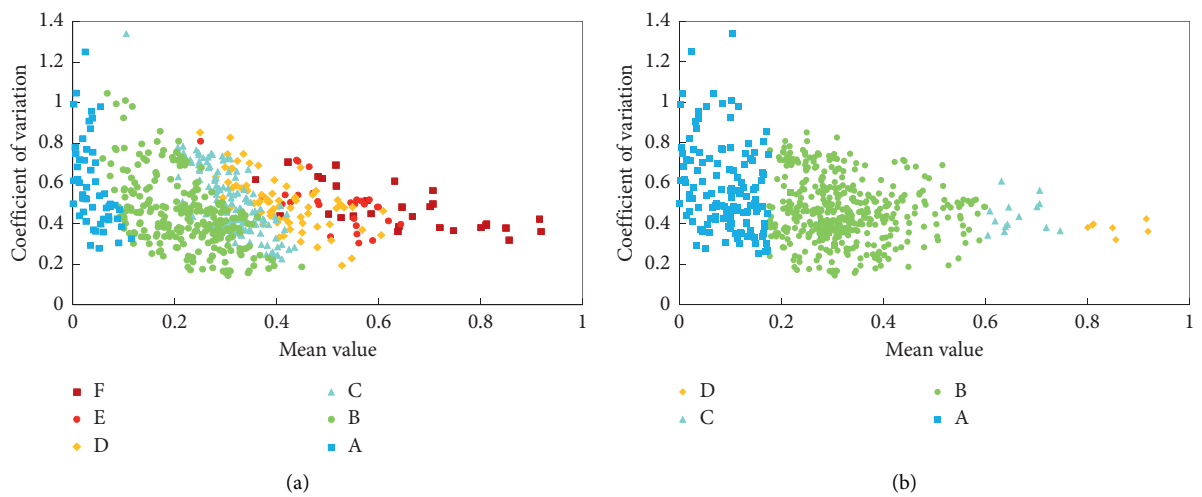 1.4
1.2
1
0.8
0.6
0.4
0.2
0
Coefficient of variation
0 0.2 0.4 0.6 0.8 1
Mean value
F C
E B
D A
(a)
1.4
1.2
1
0.8
0.6
0.4
0.2
0
Coefficient of variation
0 0.2 0.4 0.6 0.8 1
Mean value
D B
C A
(b)